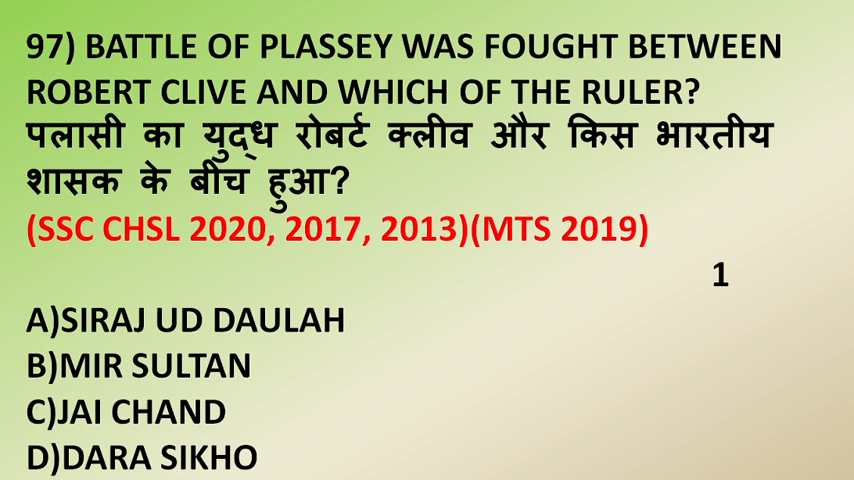 97) BATTLE OF PLASSEY WAS FOUGHT BETWEEN
ROBERT CLIVE AND WHICH OF THE RULER?
पलासी का युद्ध रोबर्ट क्लीव और किस भारतीय
शासक के बीच हुआ?
(SSC CHSL 2020, 2017, 2013)(MTS 2019)
1
A)SIRAJ UD DAULAH
B)MIR SULTAN
C)JAI CHAND
D)DARA SIKHO